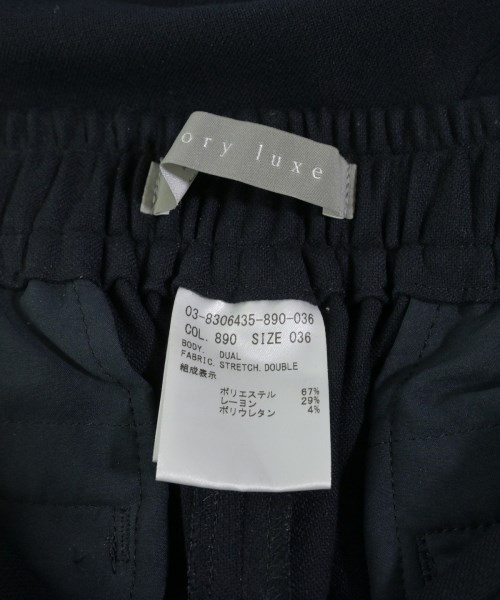 ory luxe
03-8306435-890-036
COL. 890 SIZE 036
BODY. DUAL
FABRIC. STRETCH. DOUBLE
組成表示
ポリエステル 67%
レーヨン 29%
ポリウレタン 4%